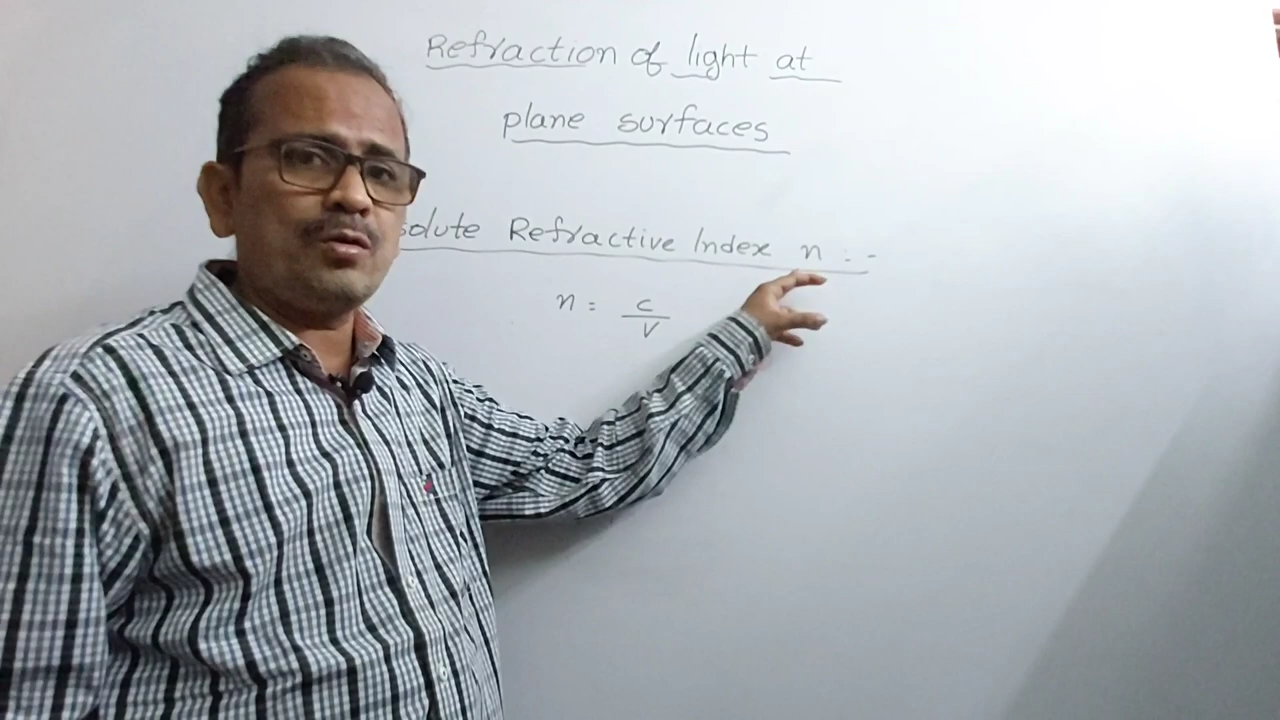 Refraction of light at
plane surfaces
solute Refractive Index n :-
n = c/v